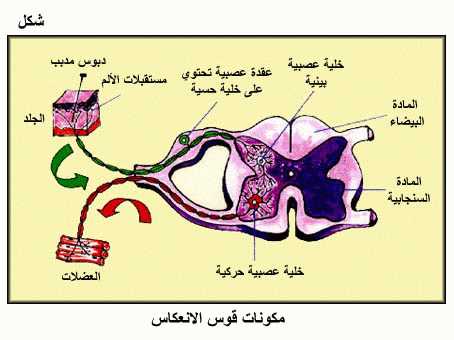 شكل
دبوس مدبب
مستقبلات الألم
الجلد
عقدة عصبية تحتوي
على خلية حسية
خلية عصبية
بينية
المادة
البيضاء
المادة
السنجابية
خلية عصبية حركية
العضلات
مكونات قوس الانعكاس